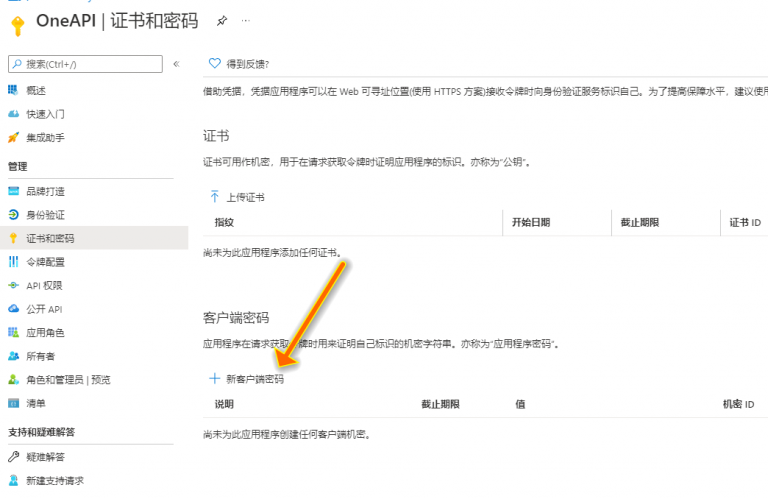 OneAPI | 证书和密码
搜索(Ctrl+/)
«
得到反馈?
概述
快速入门
集成助手
管理
品牌打造
身份验证
证书和密码
令牌配置
API 权限
公开 API
应用角色
所有者
角色和管理员 | 预览
清单
支持和疑难解答
疑难解答
新建支持请求
借助凭据，凭据应用程序可以在 Web 可寻址位置(使用 HTTPS 方案)接收令牌时向身份验证服务标识自己。为了提高保障水平，建议使
证书
证书可用作机密，用于在请求获取令牌时证明应用程序的标识。亦称为“公钥”。
上传证书
指纹 开始日期 截止期限 证书 ID
尚未为此应用程序添加任何证书。
客户端密码
应用程序在请求获取 牌时用来证明自己标识的机密字符串。亦称为“应用程序密码”。
新客户端密码
说明 截止期限 值 机密 ID
尚未为此应用程序创建任何客户端机密。